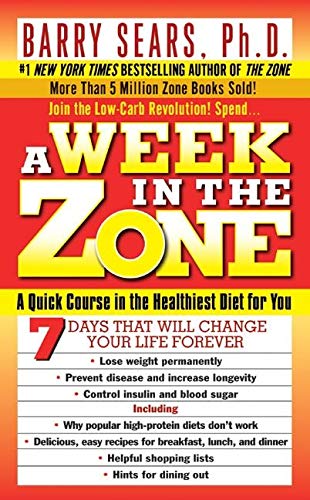 BARRY SEARS, Ph.D.
#1 NEW YORK TIMES BESTSELLING AUTHOR OF THE ZONE
More Than 5 Million Zone Books Sold!
Join the Low-Carb Revolution! Spend...
A WEEK
IN THE
ZONE
A Quick Course in the Healthiest Diet for You
7 DAYS THAT WILL CHANGE
YOUR LIFE FOREVER
• Lose weight permanently
• Prevent disease and increase longevity
• Control insulin and blood sugar
Including
• Why popular high-protein diets don't work
• Delicious, easy recipes for breakfast, lunch, and dinner
• Helpful shopping lists
• Hints for dining out